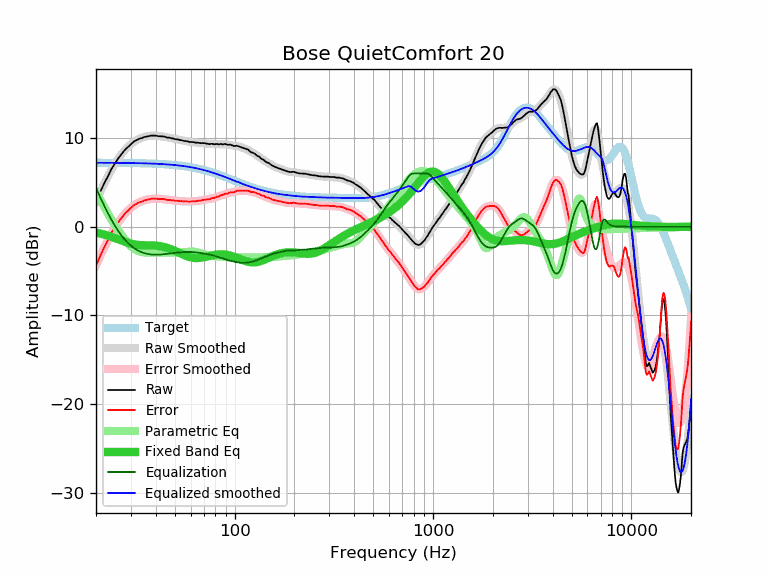 Bose QuietComfort 20
Amplitude (dBr)
10
0
−10
−20
−30
Target
Raw Smoothed
Error Smoothed
Raw
Error
Parametric Eq
Fixed Band Eq
Equalization
Equalized smoothed
100
1000
10000
Frequency (Hz)